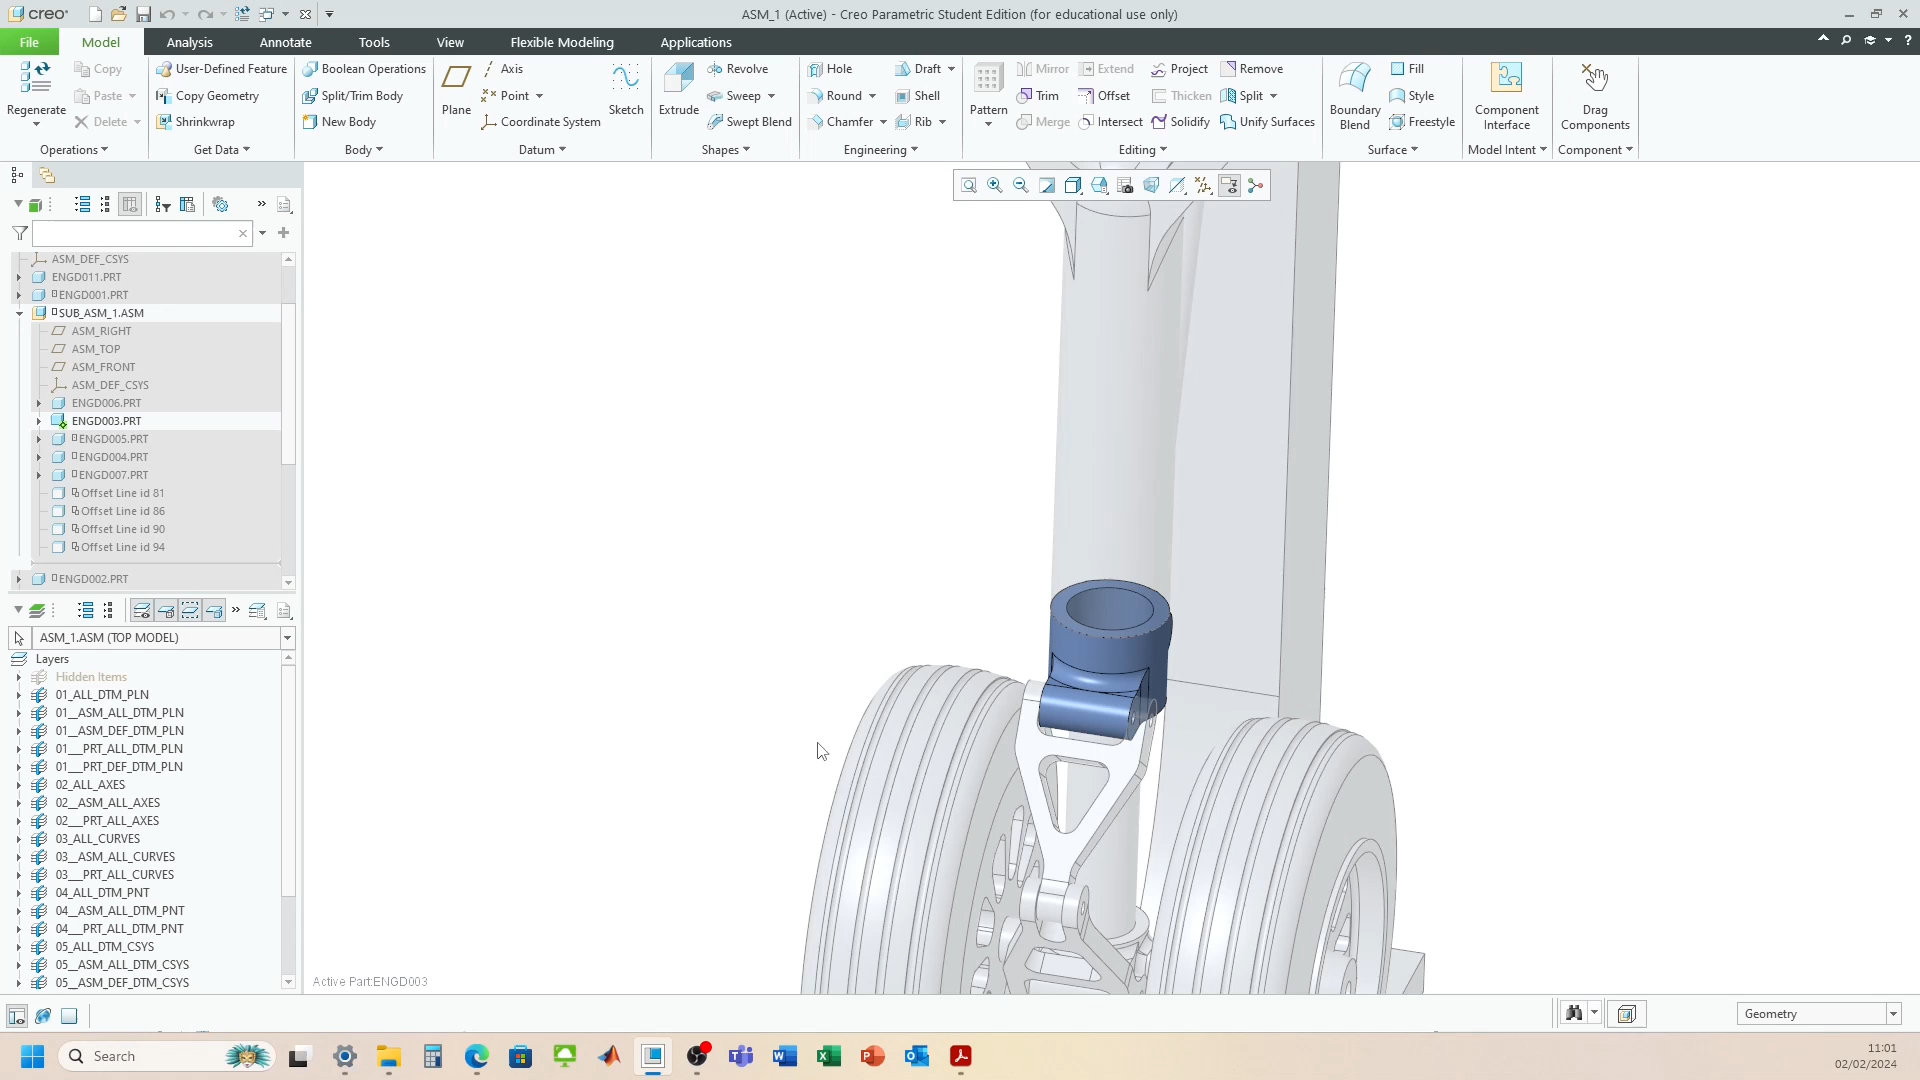 creo
ASM_1 (Active) - Creo Parametric Student Edition (for educational use only)
File Model Analysis Annotate Tools View Flexible Modeling Applications
Regenerate
Copy
Paste
Delete
Operations
User-Defined Feature
Copy Geometry
Shrinkwrap
Get Data
Boolean Operations
Split/Trim Body
New Body
Body
Plane
Axis
Point
Coordinate System
Sketch
Datum
Extrude
Revolve
Sweep
Swept Blend
Shapes
Hole
Round
Chamfer
Draft
Shell
Rib
Engineering
Pattern
Mirror
Trim
Merge
Extend
Offset
Intersect
Project
Thicken
Solidify
Remove
Split
Unify Surfaces
Editing
Boundary Blend
Fill
Style
Freestyle
Surface
Component Interface
Model Intent
Drag Components
Component
ASM_DEF_CSYS
ENGD011.PRT
ENGD001.PRT
SUB_ASM_1.ASM
ASM_RIGHT
ASM_TOP
ASM_FRONT
ASM_DEF_CSYS
ENGD006.PRT
ENGD003.PRT
ENGD005.PRT
ENGD004.PRT
ENGD007.PRT
Offset Line id 81
Offset Line id 86
Offset Line id 90
Offset Line id 94
ENGD002.PRT
ASM_1.ASM (TOP MODEL)
Layers
Hidden Items
01_ALL_DTM_PLN
01__ASM_ALL_DTM_PLN
01__ASM_DEF_DTM_PLN
01___PRT_ALL_DTM_PLN
01___PRT_DEF_DTM_PLN
02_ALL_AXES
02__ASM_ALL_AXES
02___PRT_ALL_AXES
03_ALL_CURVES
03__ASM_ALL_CURVES
03___PRT_ALL_CURVES
04_ALL_DTM_PNT
04__ASM_ALL_DTM_PNT
04___PRT_ALL_DTM_PNT
05_ALL_DTM_CSYS
05__ASM_ALL_DTM_CSYS
05__ASM_DEF_DTM_CSYS
Active Part:ENGD003
Geometry
Search
11:01
02/02/2024